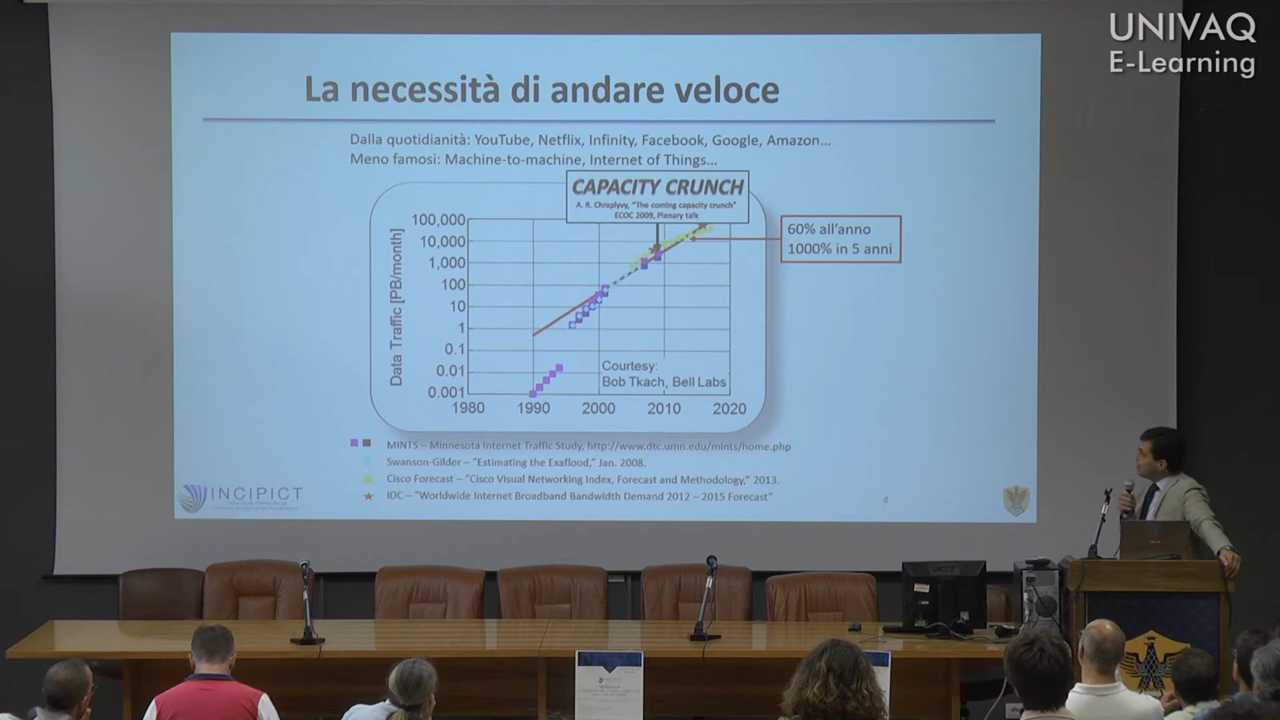 UNIVAQ
E-Learning
La necessità di andare veloce
Dalla quotidianità: YouTube, Netflix, Infinity, Facebook, Google, Amazon...
Meno famosi: Machine-to-machine, Internet of Things...
CAPACITY CRUNCH
A. R. Chraplyvy, "The coming capacity crunch"
ECOC 2009, Plenary talk
60% all'anno
1000% in 5 anni
Data Traffic [PB/month]
100,000
10,000
1,000
100
10
1
0.1
0.01
0.001
1980 1990 2000 2010 2020
Courtesy:
Bob Tkach, Bell Labs
MINTS – Minnesota Internet Traffic Study, http://www.dtc.umn.edu/mints/home.php
Swanson-Gilder – "Estimating the Exaflood," Jan. 2008.
Cisco Forecast – "Cisco Visual Networking Index, Forecast and Methodology," 2013.
IDC – "Worldwide Internet Broadband Bandwidth Demand 2012 – 2015 Forecast"
INCIPICT
4
acer
INCIPICT